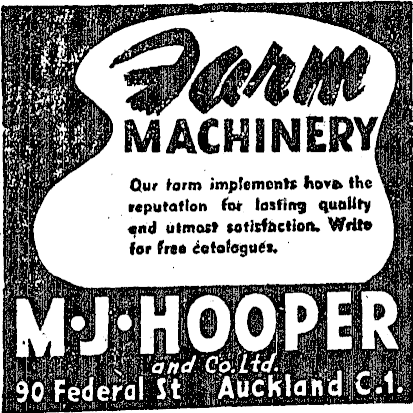 Farm
MACHINERY
Our farm implements have the
reputation for lasting quality
and utmost satisfaction. Write
for free catalogues.
M·J·HOOPER
and Co. Ltd.
90 Federal St Auckland C.1.